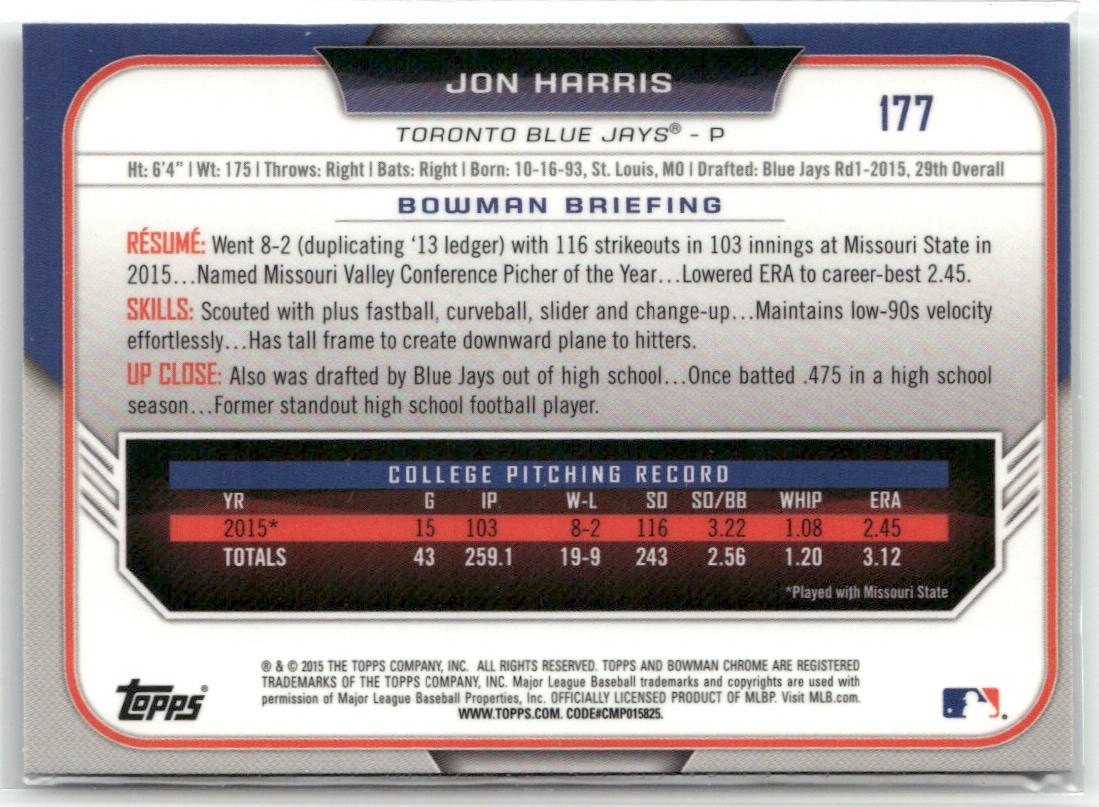 JON HARRIS
177
TORONTO BLUE JAYS® - P
Ht: 6'4" | Wt: 175 | Throws: Right | Bats: Right | Born: 10-16-93, St. Louis, MO | Drafted: Blue Jays Rd1-2015, 29th Overall
BOWMAN BRIEFING
RÉSUMÉ: Went 8-2 (duplicating '13 ledger) with 116 strikeouts in 103 innings at Missouri State in
2015...Named Missouri Valley Conference Picher of the Year...Lowered ERA to career-best 2.45.
SKILLS: Scouted with plus fastball, curveball, slider and change-up...Maintains low-90s velocity
effortlessly...Has tall frame to create downward plane to hitters.
UP CLOSE: Also was drafted by Blue Jays out of high school...Once batted .475 in a high school
season...Former standout high school football player.
COLLEGE PITCHING RECORD
YR G IP W-L SO SO/BB WHIP ERA
2015* 15 103 8-2 116 3.22 1.08 2.45
TOTALS 43 259.1 19-9 243 2.56 1.20 3.12
*Played with Missouri State
® & © 2015 THE TOPPS COMPANY, INC. ALL RIGHTS RESERVED. TOPPS AND BOWMAN CHROME ARE REGISTERED
TRADEMARKS OF THE TOPPS COMPANY, INC. Major League Baseball trademarks and copyrights are used with
permission of Major League Baseball Properties, Inc. OFFICIALLY LICENSED PRODUCT OF MLBP. Visit MLB.com.
WWW.TOPPS.COM. CODE#CMP015825.
topps®